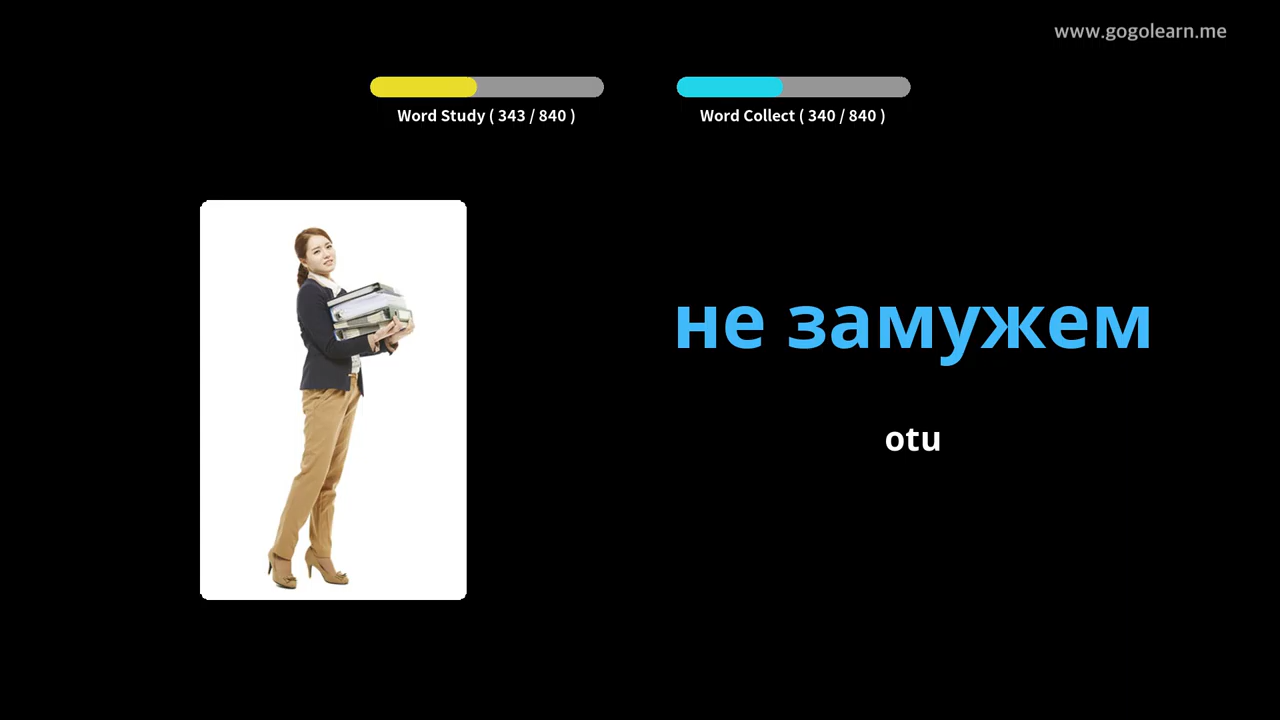 www.gogolearn.me
Word Study ( 343 / 840 )
Word Collect ( 340 / 840 )
не замужем
otu